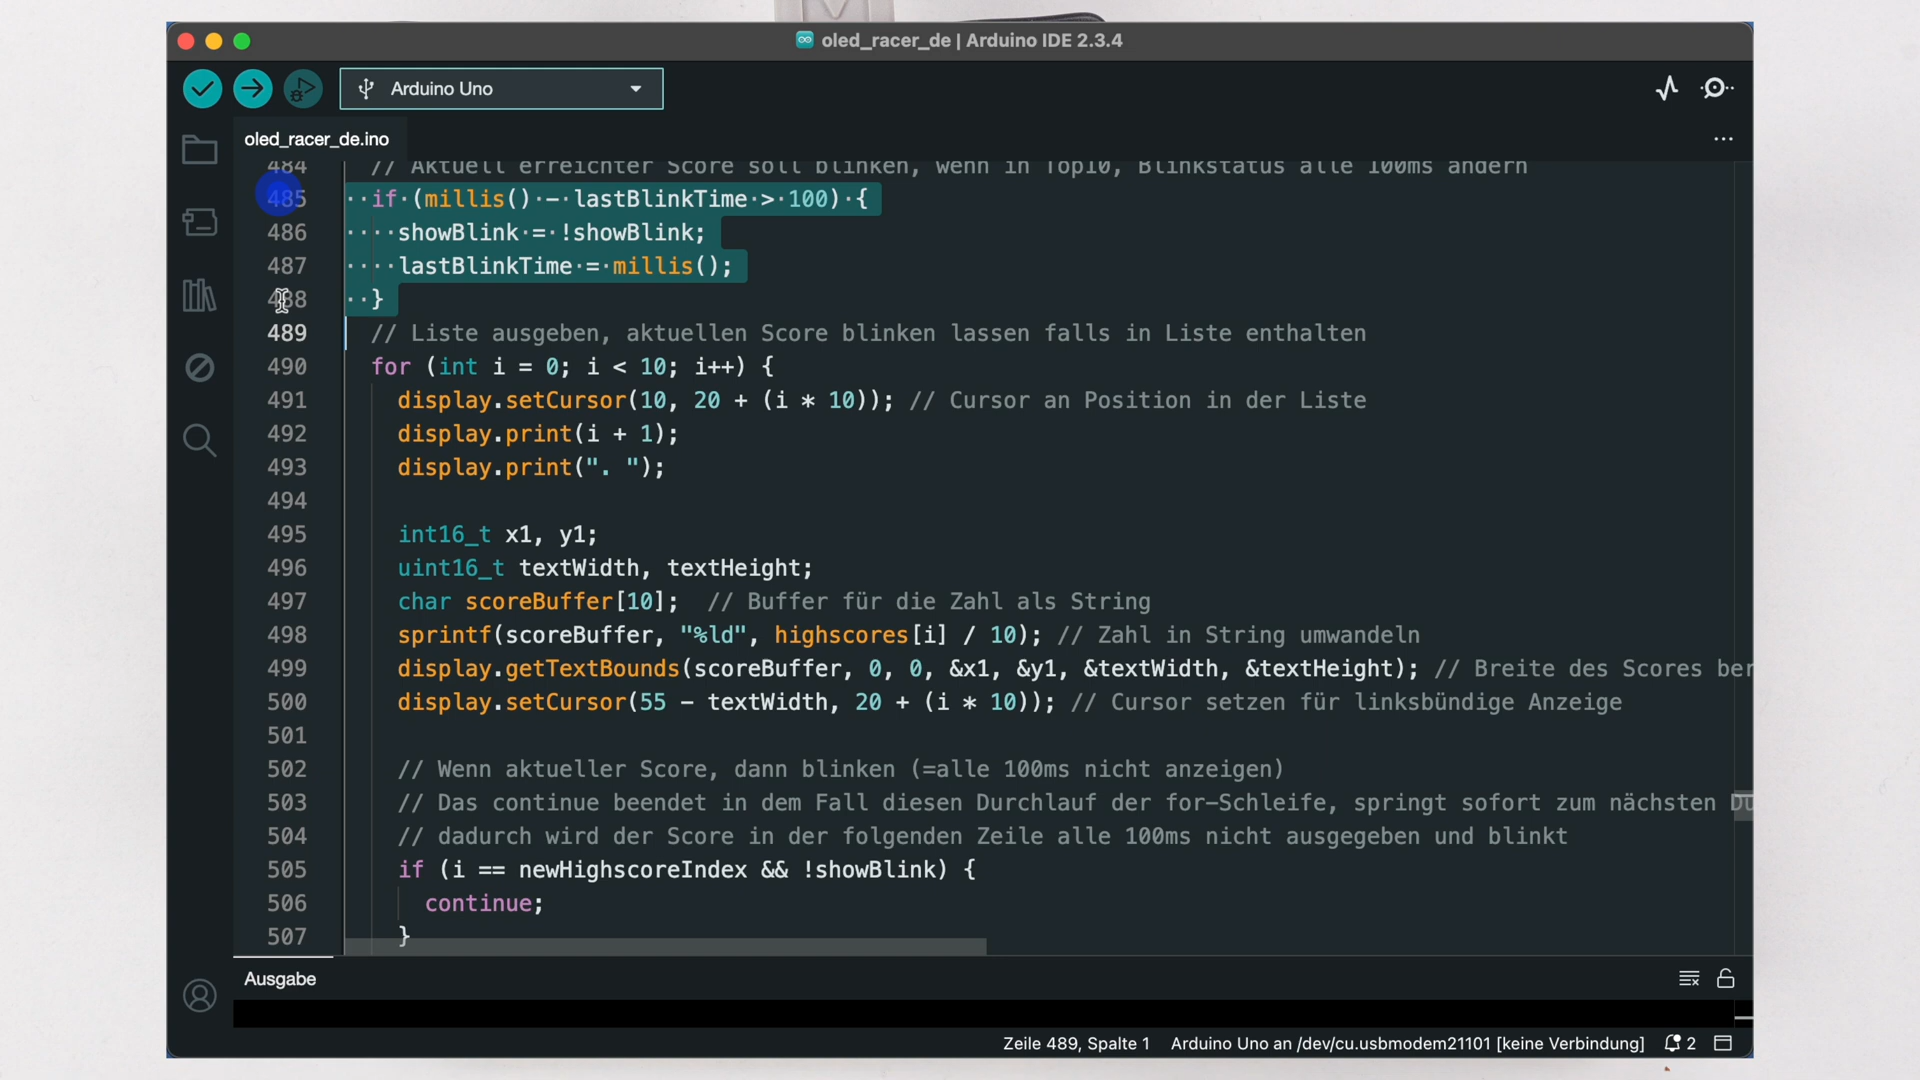 oled_racer_de | Arduino IDE 2.3.4
Arduino Uno
oled_racer_de.ino
484 // Aktuell erreichter Score soll blinken, wenn in Top10, Blinkstatus alle 100ms ändern
485 if (millis() - lastBlinkTime > 100) {
486 showBlink = !showBlink;
487 lastBlinkTime = millis();
488 }
489 // Liste ausgeben, aktuellen Score blinken lassen falls in Liste enthalten
490 for (int i = 0; i < 10; i++) {
491 display.setCursor(10, 20 + (i * 10)); // Cursor an Position in der Liste
492 display.print(i + 1);
493 display.print(". ");
494
495 int16_t x1, y1;
496 uint16_t textWidth, textHeight;
497 char scoreBuffer[10]; // Buffer für die Zahl als String
498 sprintf(scoreBuffer, "%ld", highscores[i] / 10); // Zahl in String umwandeln
499 display.getTextBounds(scoreBuffer, 0, 0, &x1, &y1, &textWidth, &textHeight); // Breite des Scores ber
500 display.setCursor(55 - textWidth, 20 + (i * 10)); // Cursor setzen für linksbündige Anzeige
501
502 // Wenn aktueller Score, dann blinken (=alle 100ms nicht anzeigen)
503 // Das continue beendet in dem Fall diesen Durchlauf der for-Schleife, springt sofort zum nächsten Du
504 // dadurch wird der Score in der folgenden Zeile alle 100ms nicht ausgegeben und blinkt
505 if (i == newHighscoreIndex && !showBlink) {
506 continue;
507 }
Ausgabe
Zeile 489, Spalte 1 Arduino Uno an /dev/cu.usbmodem21101 [keine Verbindung] 2